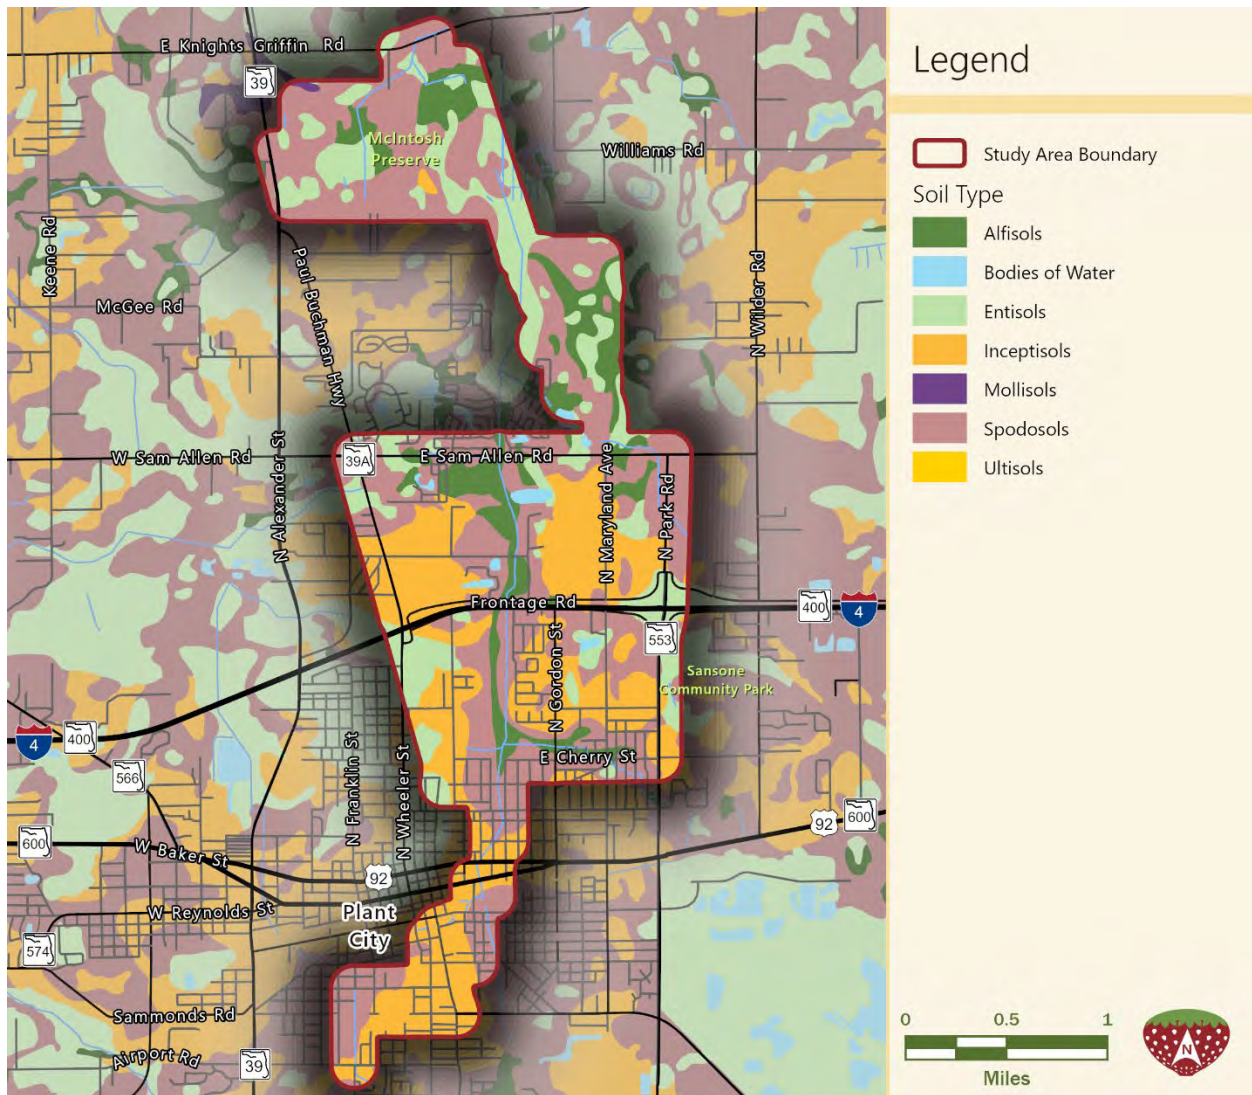 E Knights Griffin Rd
39
McIntosh
Preserve
Williams Rd
Keene Rd
Paul Buchman Hwy
N Wilder Rd
McGee Rd
W Sam Allen Rd
39A
E Sam Allen Rd
N Alexander St
N Maryland Ave
N Park Rd
Frontage Rd
400
4
553
N Gordon St
Sansone
Community Park
4
400
566
N Franklin St
N Wheeler St
E Cherry St
600
W Baker St
92
600
92
W Reynolds St
Plant
City
574
Sammonds Rd
Airport Rd
39
Legend
Study Area Boundary
Soil Type
Alfisols
Bodies of Water
Entisols
Inceptisols
Mollisols
Spodosols
Ultisols
0 0.5 1
Miles
N